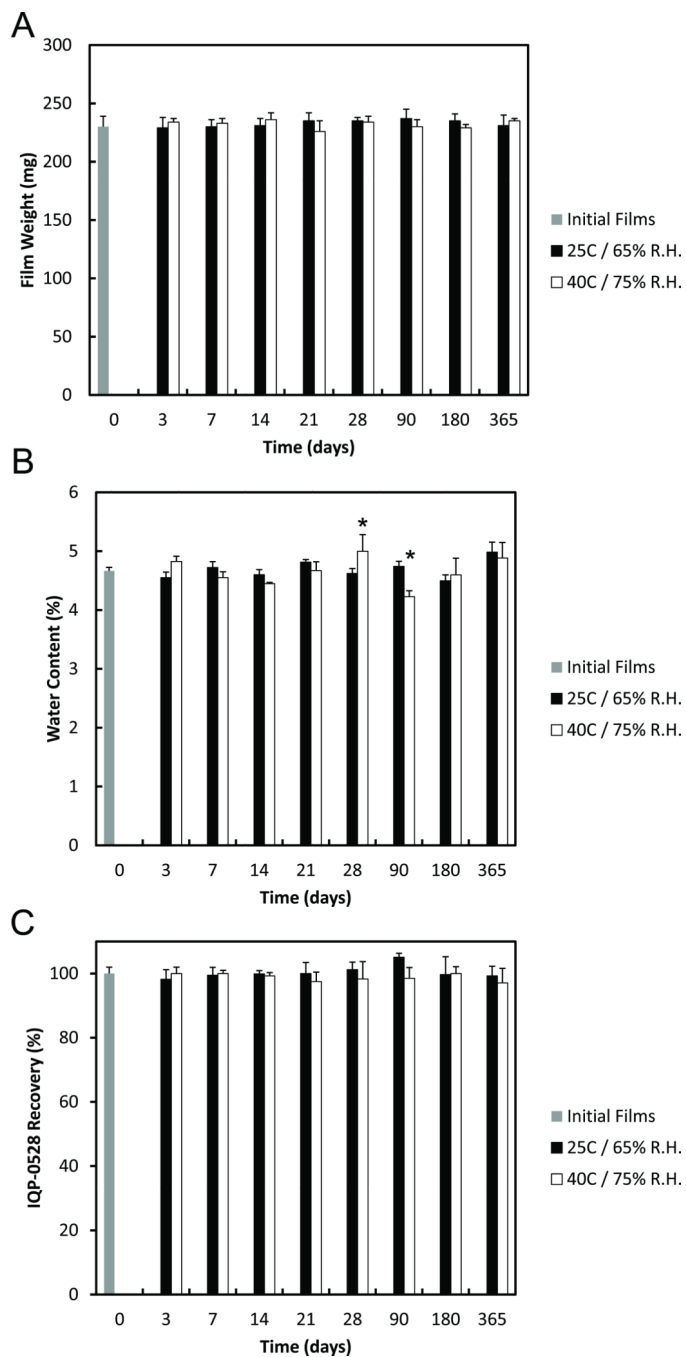 A
300
250
200
150
100
50
0
Film Weight (mg)
0 3 7 14 21 28 90 180 365
Time (days)
Initial Films
25C / 65% R.H.
40C / 75% R.H.
B
6
5
4
3
2
1
0
Water Content (%)
* *
0 3 7 14 21 28 90 180 365
Time (days)
Initial Films
25C / 65% R.H.
40C / 75% R.H.
C
100
80
60
40
20
0
IQP-0528 Recovery (%)
0 3 7 14 21 28 90 180 365
Time (days)
Initial Films
25C / 65% R.H.
40C / 75% R.H.